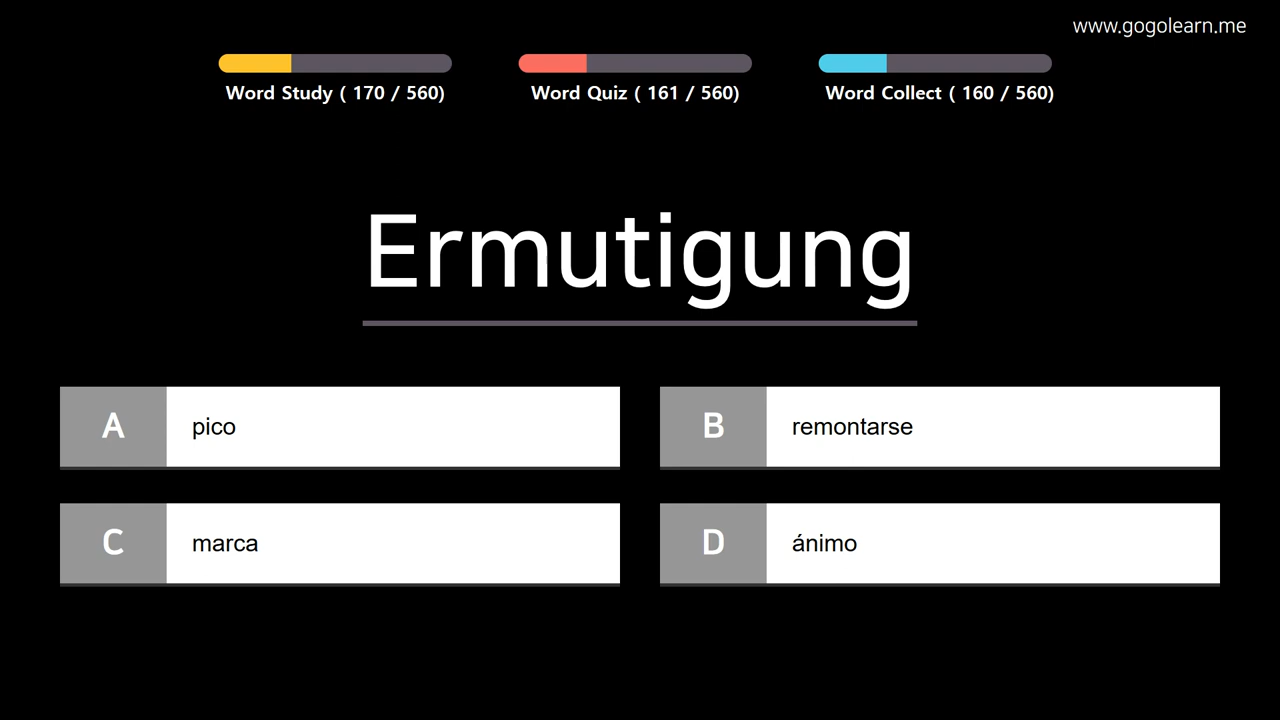 www.gogolearn.me
Word Study ( 170 / 560)
Word Quiz ( 161 / 560)
Word Collect ( 160 / 560)
Ermutigung
A pico
B remontarse
C marca
D ánimo